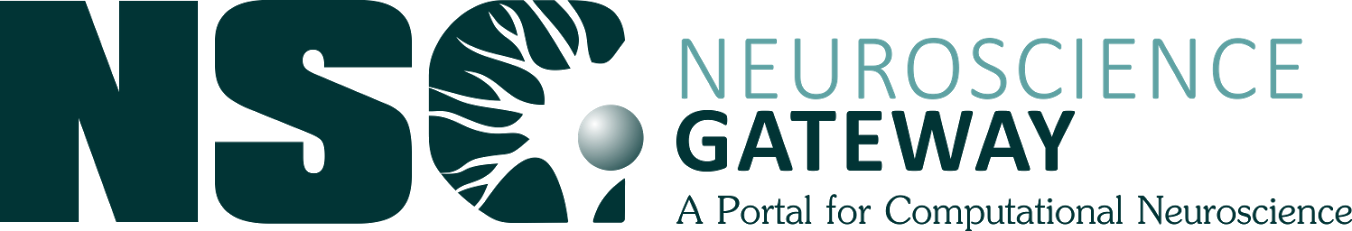 NSG
NEUROSCIENCE
GATEWAY
A Portal for Computational Neuroscience